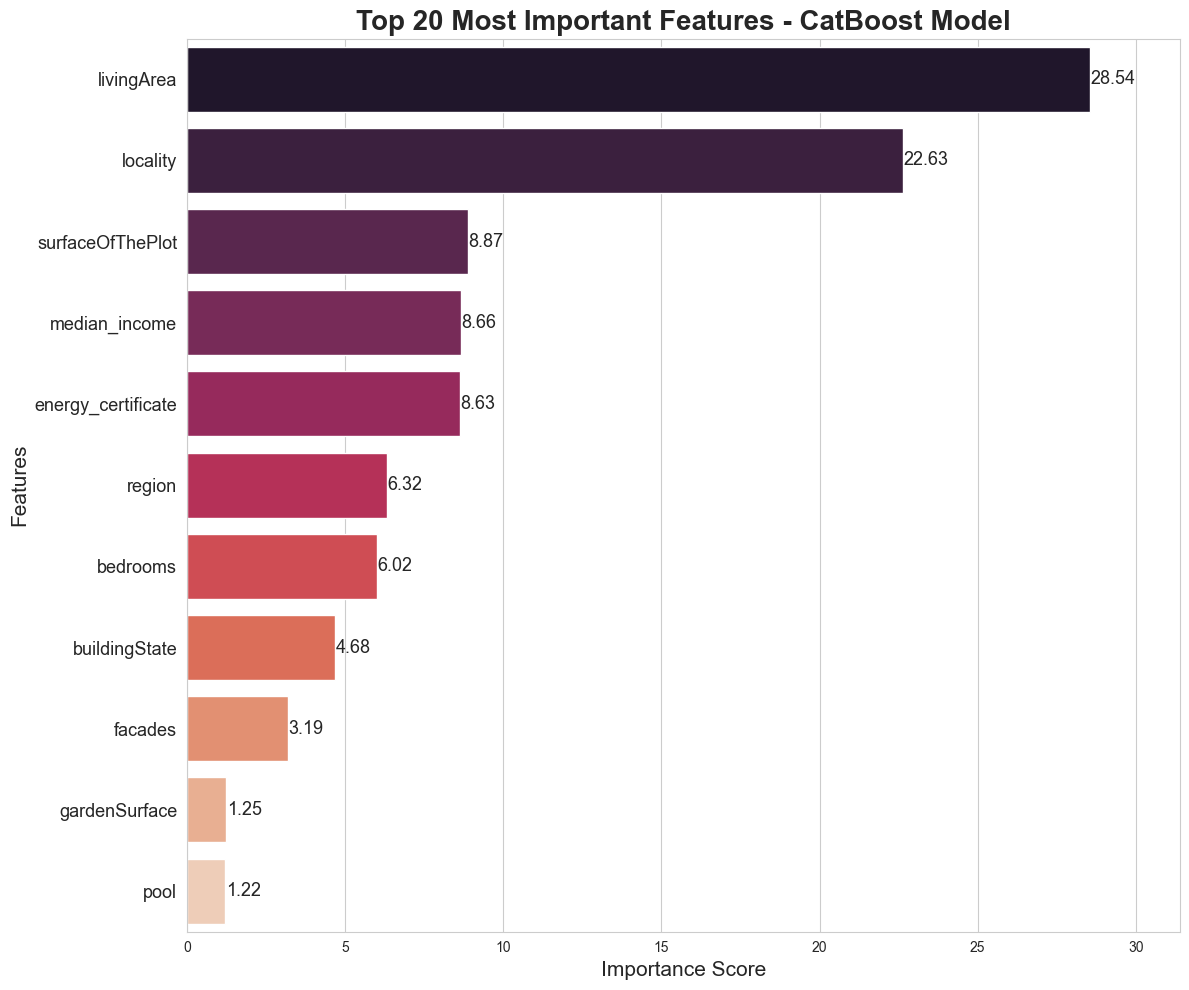 Top 20 Most Important Features - CatBoost Model
Features
livingArea 28.54
locality 22.63
surfaceOfThePlot 8.87
median_income 8.66
energy_certificate 8.63
region 6.32
bedrooms 6.02
buildingState 4.68
facades 3.19
gardenSurface 1.25
pool 1.22
0 5 10 15 20 25 30
Importance Score